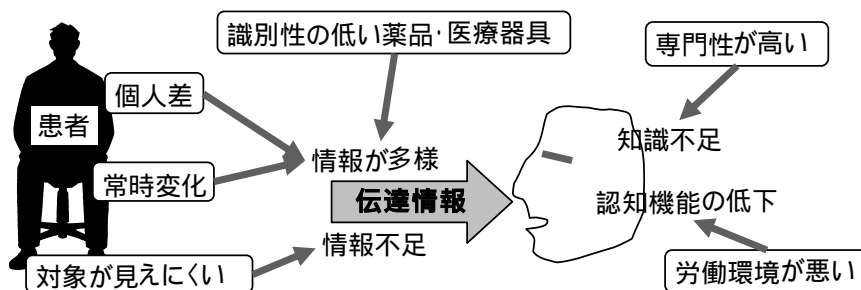 識別性の低い薬品・医療器具
専門性が高い
個人差
患者
知識不足
情報が多様
常時変化
伝達情報
認知機能の低下
情報不足
対象が見えにくい
労働環境が悪い